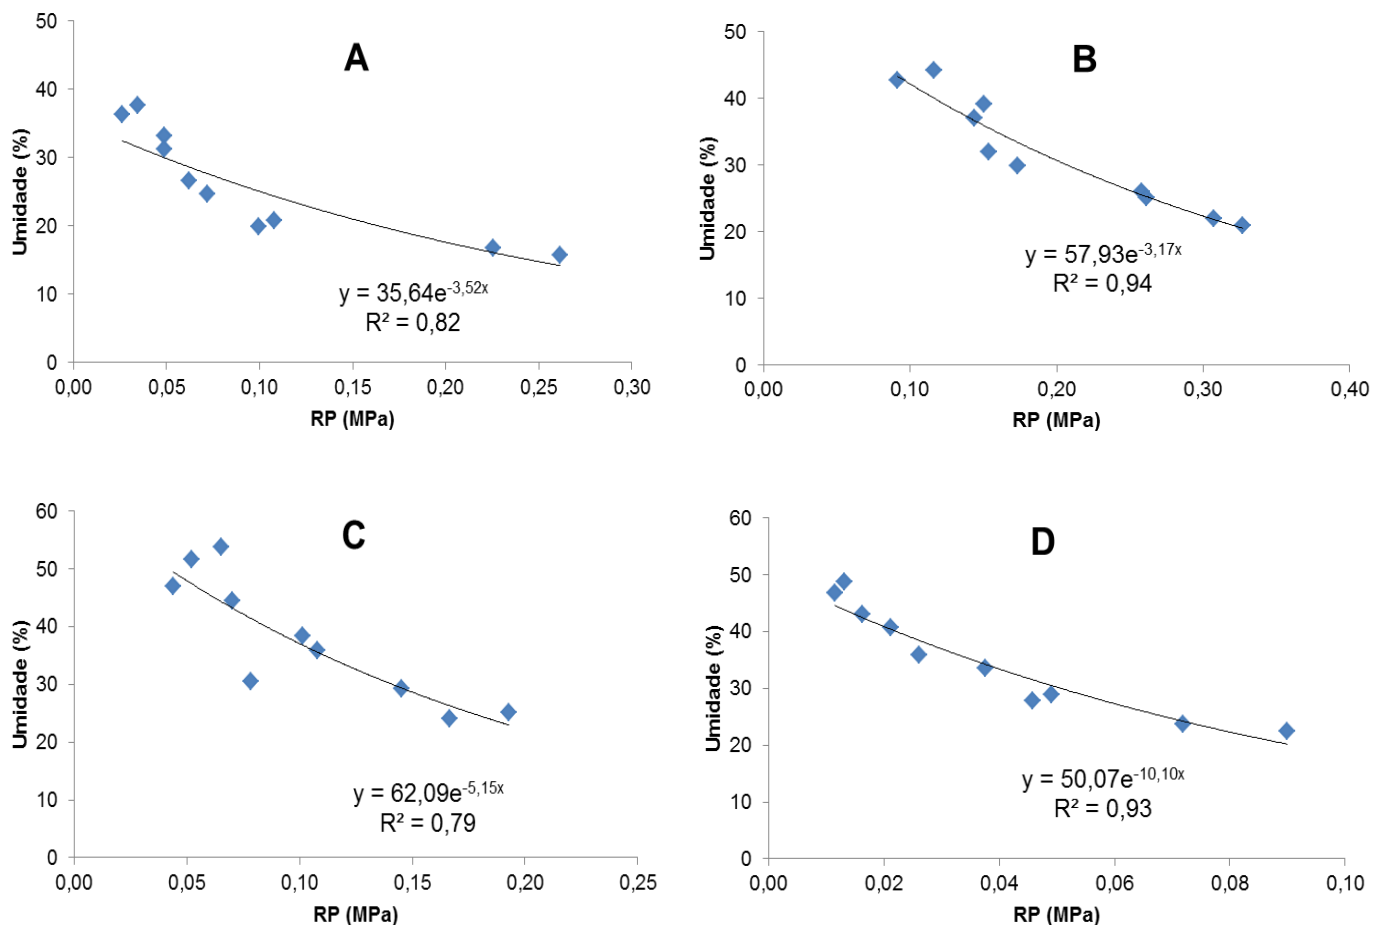 A
Umidade (%)
50
40
30
20
10
0
y = 35,64e^-3,52x
R² = 0,82
0,00 0,05 0,10 0,15 0,20 0,25 0,30
RP (MPa)
B
Umidade (%)
50
40
30
20
10
0
y = 57,93e^-3,17x
R² = 0,94
0,00 0,10 0,20 0,30 0,40
RP (MPa)
C
Umidade (%)
60
50
40
30
20
10
0
y = 62,09e^-5,15x
R² = 0,79
0,00 0,05 0,10 0,15 0,20 0,25
RP (MPa)
D
Umidade (%)
60
50
40
30
20
10
0
y = 50,07e^-10,10x
R² = 0,93
0,00 0,02 0,04 0,06 0,08 0,10
RP (MPa)